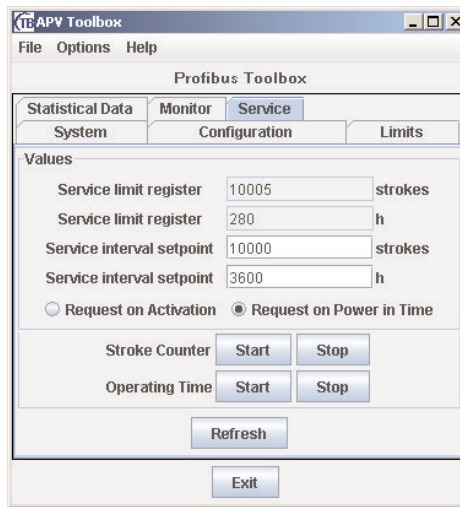 TB APV Toolbox
File Options Help
Profibus Toolbox
Statistical Data Monitor Service
System Configuration Limits
Values
Service limit register 10005 strokes
Service limit register 280 h
Service interval setpoint 10000 strokes
Service interval setpoint 3600 h
Request on Activation Request on Power in Time
Stroke Counter Start Stop
Operating Time Start Stop
Refresh
Exit